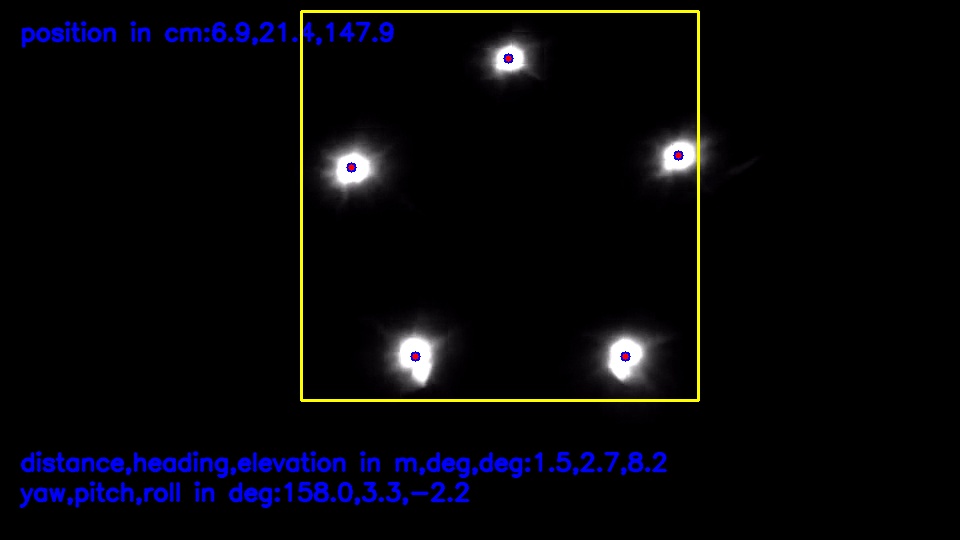 position in cm:6.9,21.4,147.9
distance,heading,elevation in m,deg,deg:1.5,2.7,8.2
yaw,pitch,roll in deg:158.0,3.3,-2.2